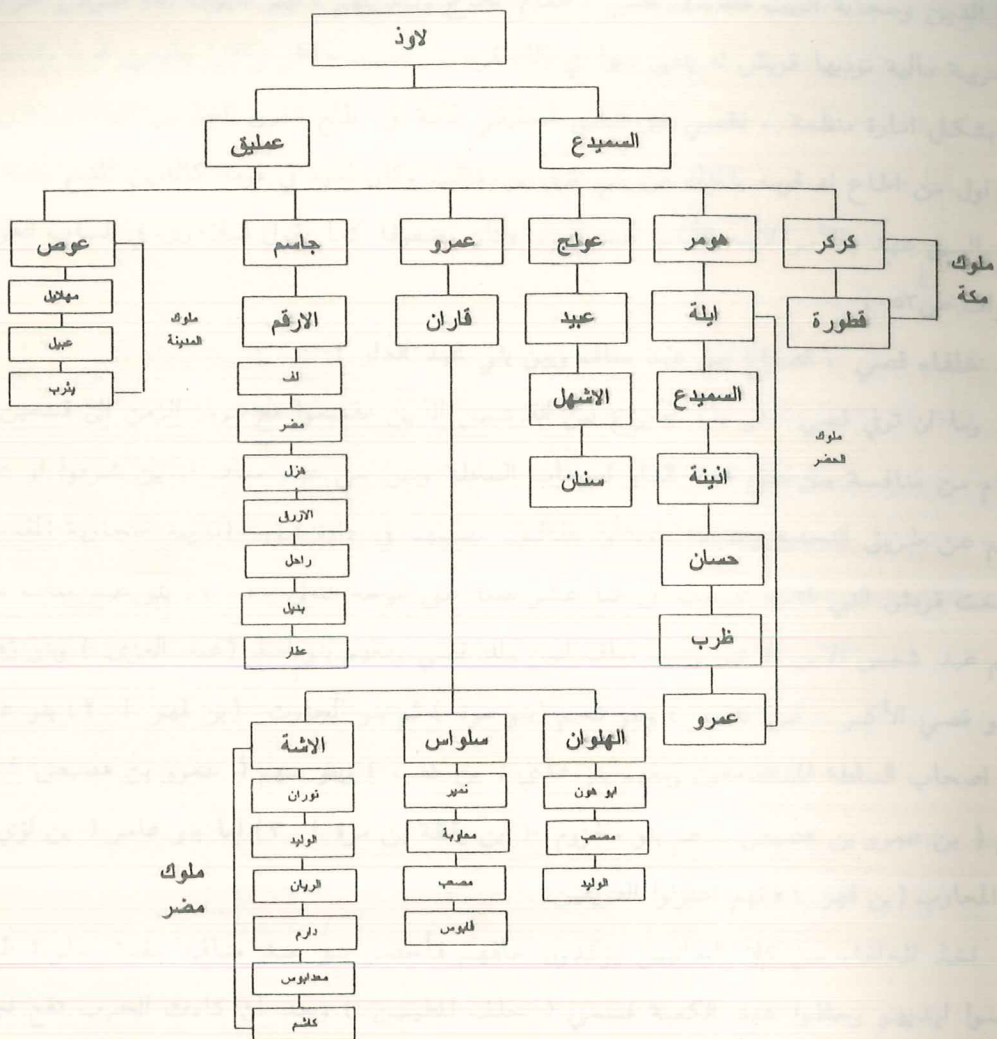 لاوذ
السميدع
عمليق
كركر
هومر
عولج
عمرو
جاسم
عوص
ملوك
مكة
قطورة
ايلة
عبيد
قاران
الارقم
مهلايل
عبيل
يثرب
ملوك
المدينة
لف
مضر
هزل
الازرق
راحل
بديل
عفار
الاشهل
سنان
السميدع
انينة
حسان
ظرب
عمرو
ملوك
الحضر
الهلوان
ابو هون
مصعب
الوليد
سلواس
نمير
معاوية
مصعب
قابوس
الاشة
نوران
الوليد
الريان
دارم
معدابوس
كاشم
ملوك
مضر